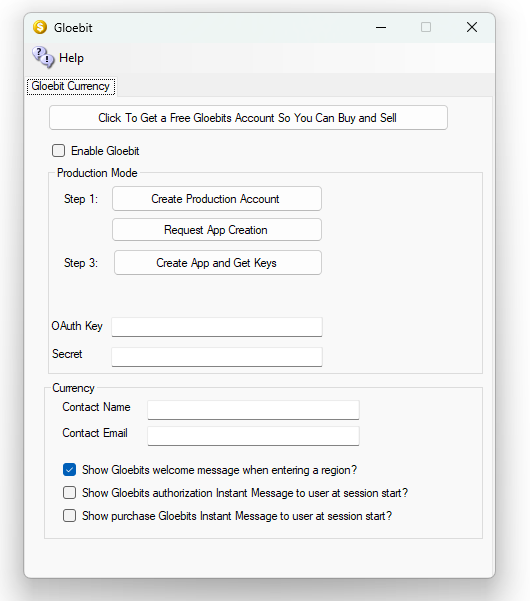 Gloebit
Help
Gloebit Currency
Click To Get a Free Gloebits Account So You Can Buy and Sell
Enable Gloebit
Production Mode
Step 1:
Create Production Account
Request App Creation
Step 3:
Create App and Get Keys
OAuth Key
Secret
Currency
Contact Name
Contact Email
Show Gloebits welcome message when entering a region?
Show Gloebits authorization Instant Message to user at session start?
Show purchase Gloebits Instant Message to user at session start?